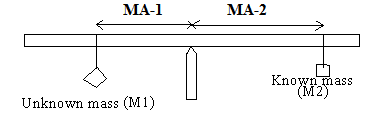 MA-1 MA-2
Known mass
(M2)
Unknown mass (M1)